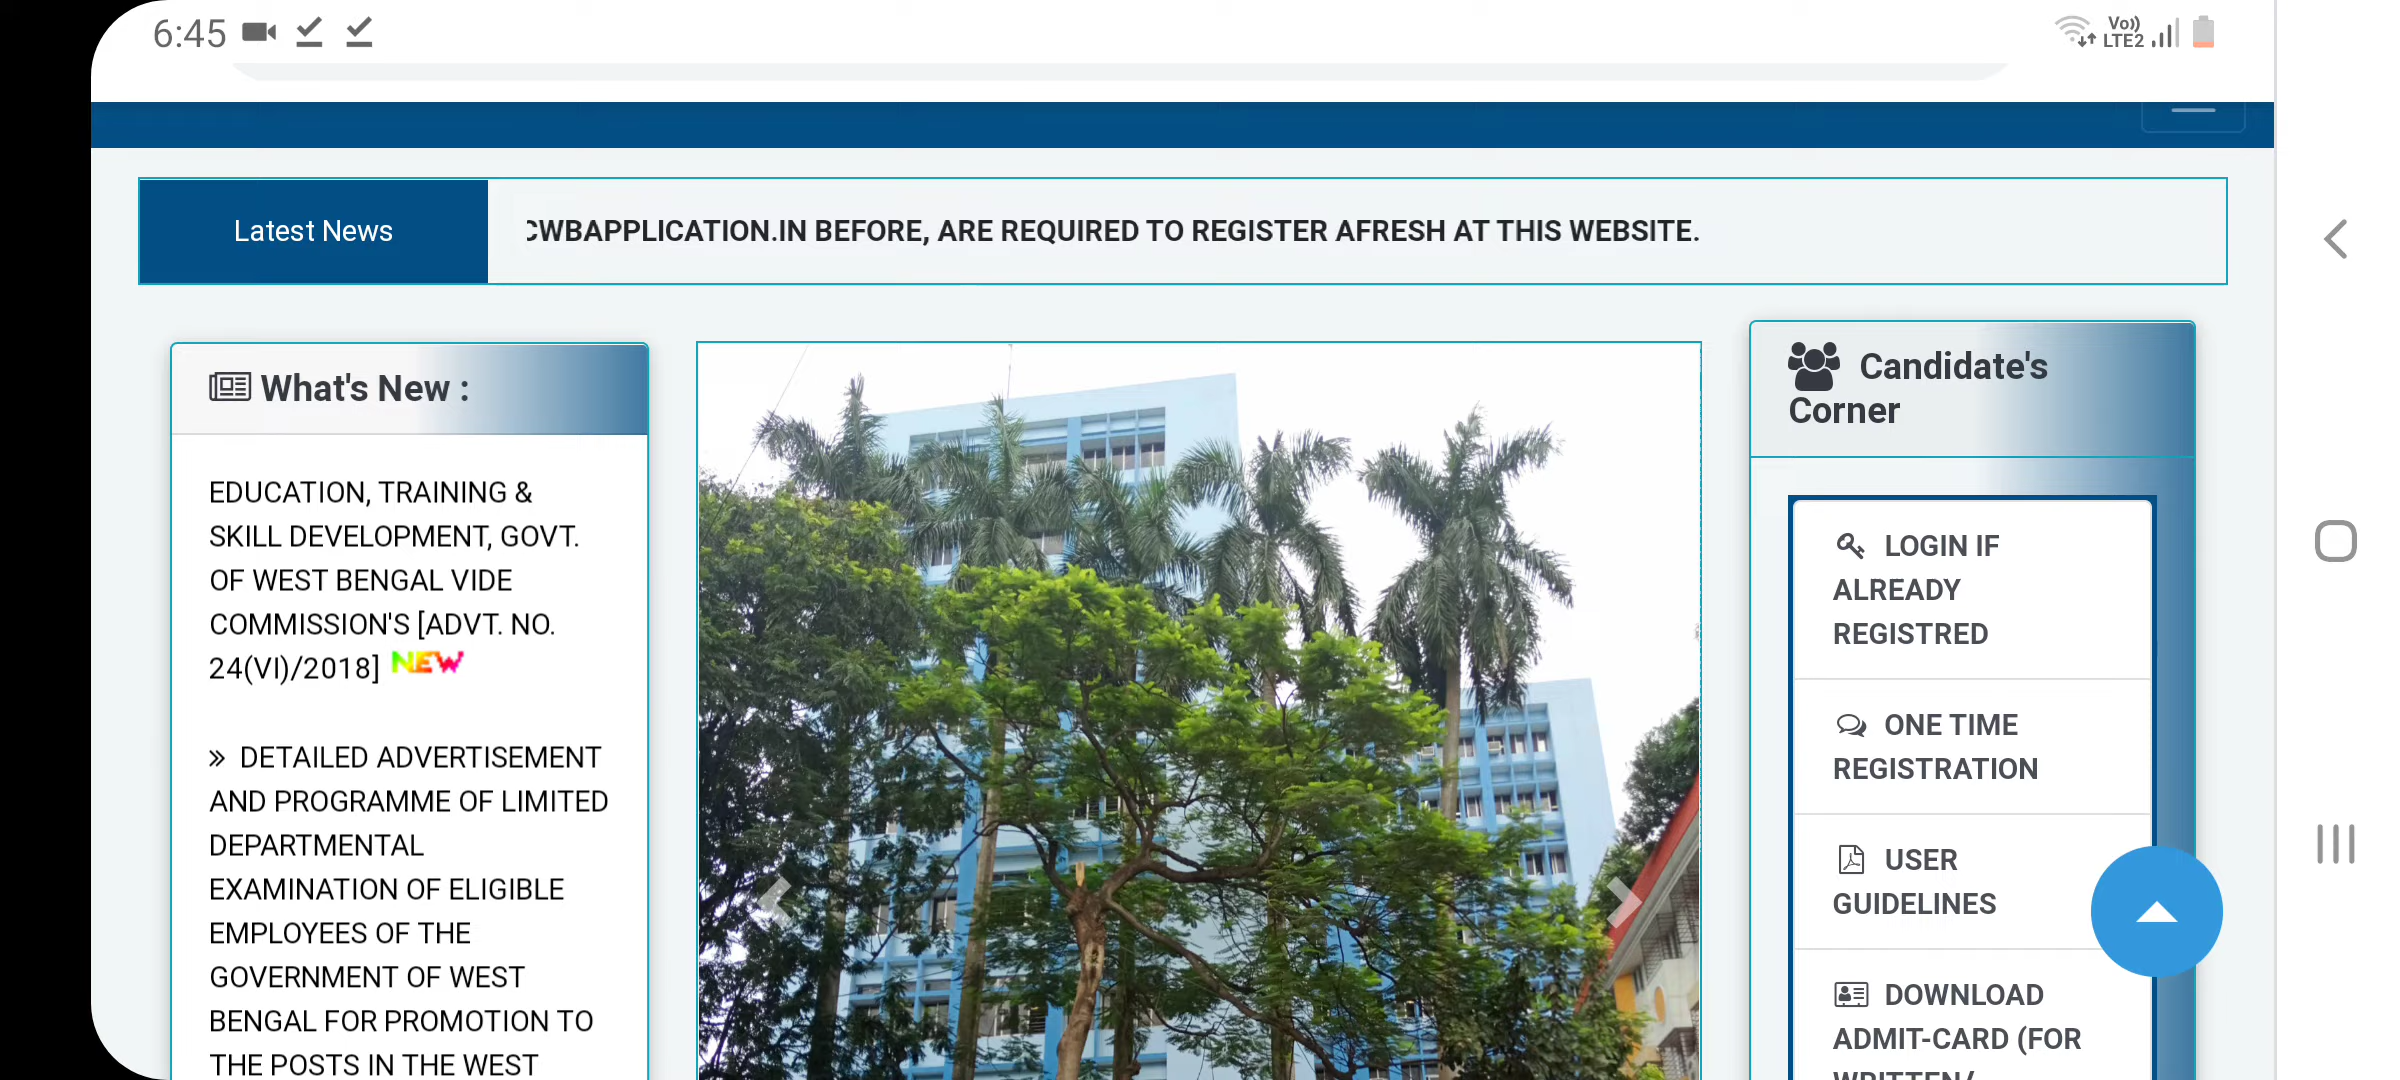 6:45
Vo))
LTE2
Latest News
CWBAPPLICATION.IN BEFORE, ARE REQUIRED TO REGISTER AFRESH AT THIS WEBSITE.
What's New :
EDUCATION, TRAINING &
SKILL DEVELOPMENT, GOVT.
OF WEST BENGAL VIDE
COMMISSION'S [ADVT. NO.
24(VI)/2018] NEW
» DETAILED ADVERTISEMENT
AND PROGRAMME OF LIMITED
DEPARTMENTAL
EXAMINATION OF ELIGIBLE
EMPLOYEES OF THE
GOVERNMENT OF WEST
BENGAL FOR PROMOTION TO
THE POSTS IN THE WEST
Candidate's
Corner
LOGIN IF
ALREADY
REGISTRED
ONE TIME
REGISTRATION
USER
GUIDELINES
DOWNLOAD
ADMIT-CARD (FOR
WRITTEN/